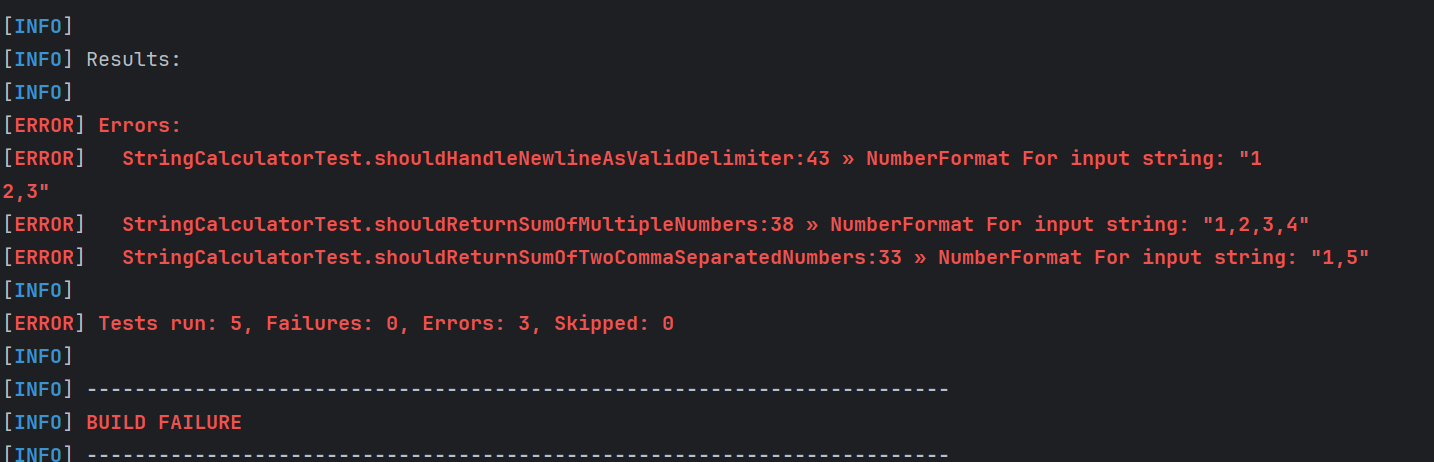 [INFO]
[INFO] Results:
[INFO]
[ERROR] Errors:
[ERROR]   StringCalculatorTest.shouldHandleNewlineAsValidDelimiter:43 » NumberFormat For input string: "1
2,3"
[ERROR]   StringCalculatorTest.shouldReturnSumOfMultipleNumbers:38 » NumberFormat For input string: "1,2,3,4"
[ERROR]   StringCalculatorTest.shouldReturnSumOfTwoCommaSeparatedNumbers:33 » NumberFormat For input string: "1,5"
[INFO]
[ERROR] Tests run: 5, Failures: 0, Errors: 3, Skipped: 0
[INFO]
[INFO] ------------------------------------------------------------------------
[INFO] BUILD FAILURE
[INFO] ------------------------------------------------------------------------